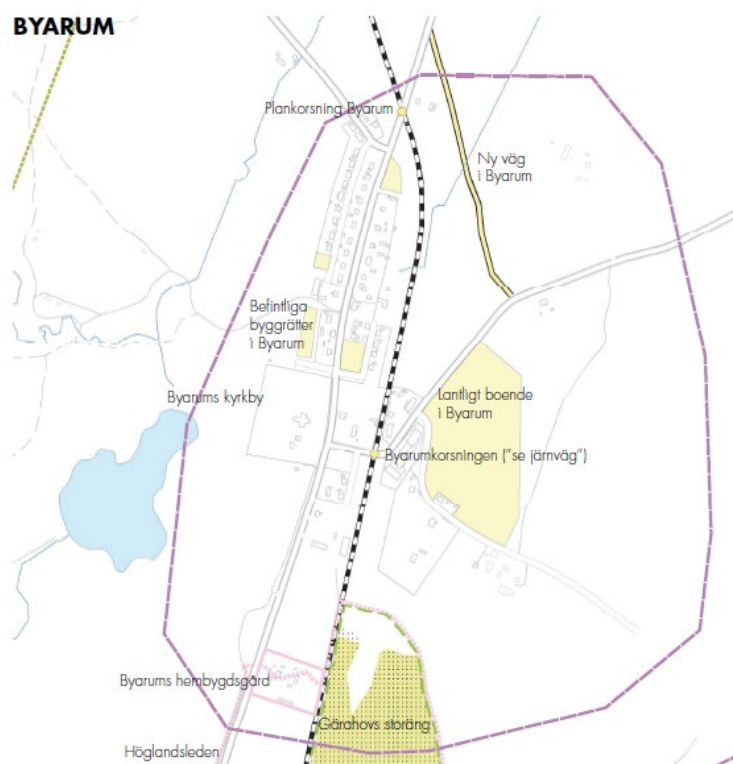 BYARUM
Plankorsning Byarum
Ny väg
i Byarum
Befintliga
byggrätter
i Byarum
Byarums kyrkby
Lantligt boende
i Byarum
Byarumkorsningen ("se järnväg")
Byarums hembygdsgård
Gärahovs storäng
Höglandsleden